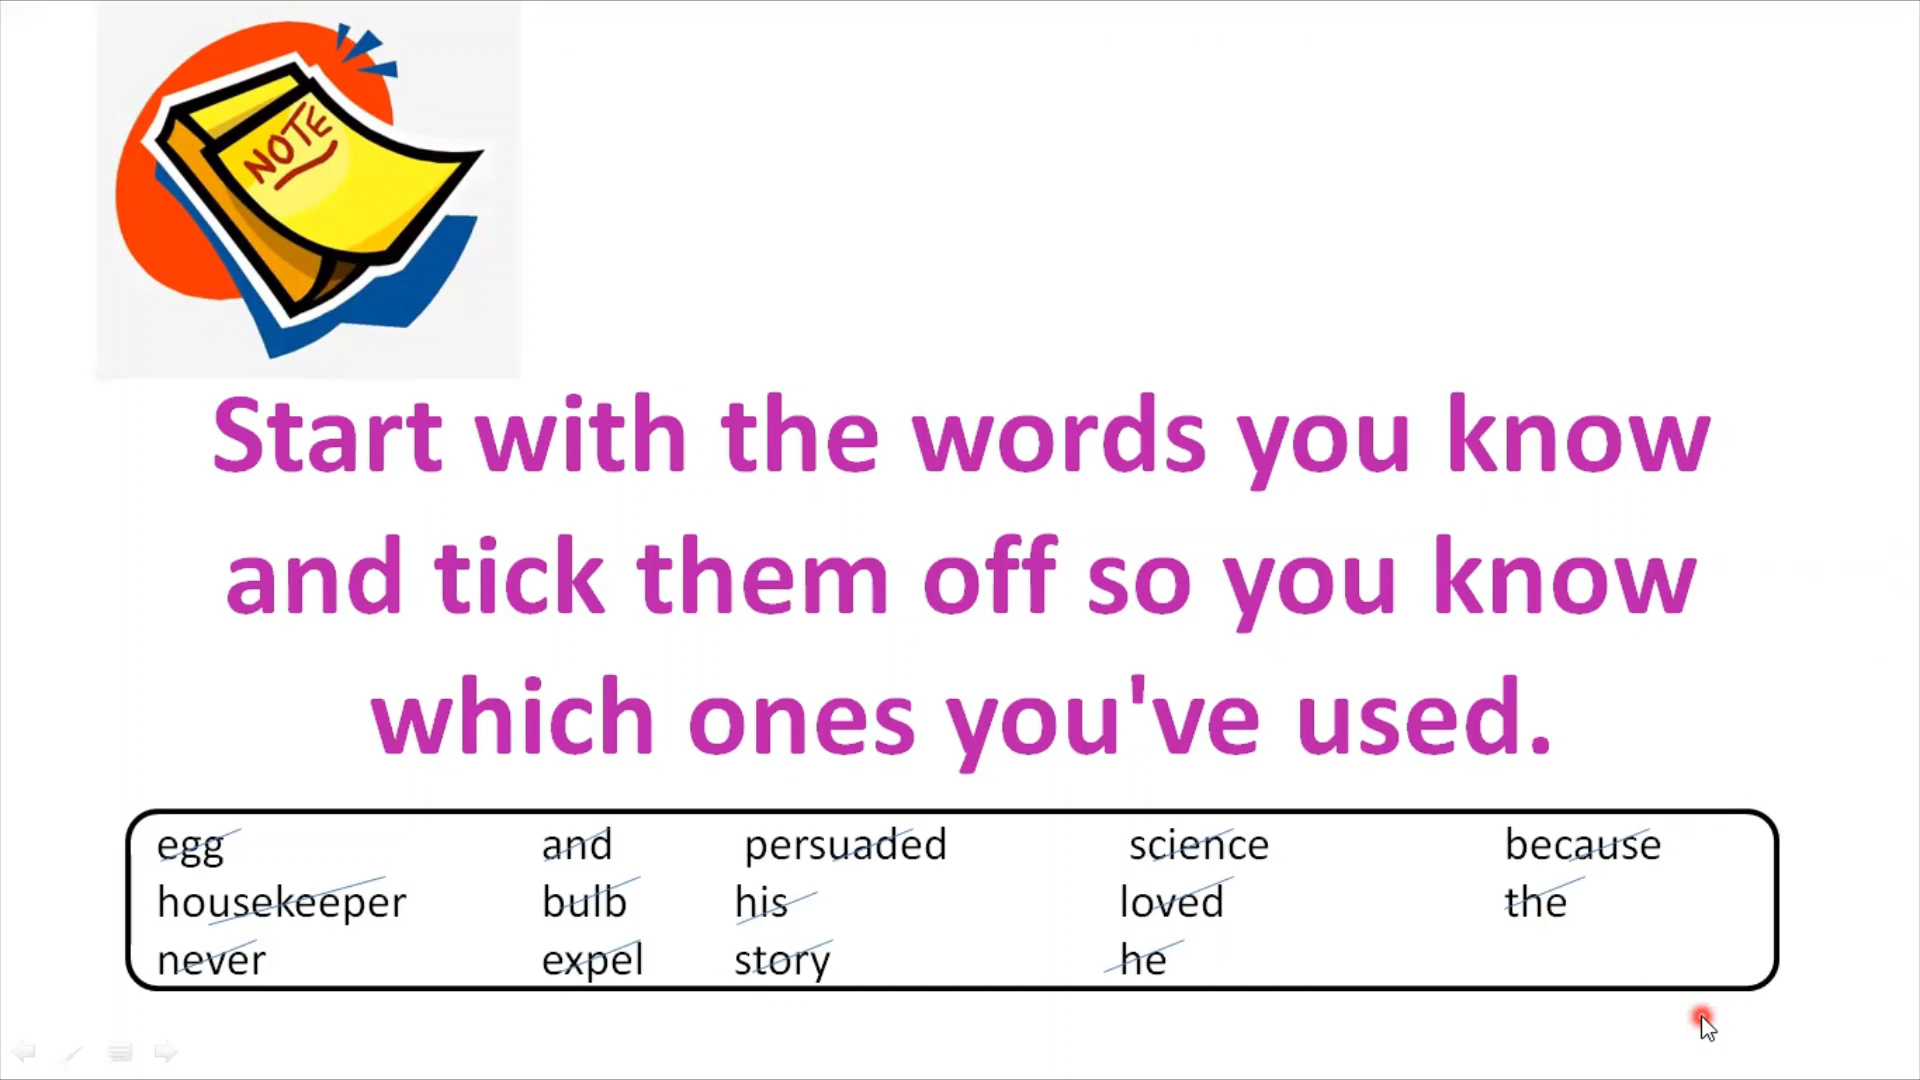 NOTE
Start with the words you know
and tick them off so you know
which ones you've used.
egg and persuaded science because
housekeeper bulb his loved the
never expel story he